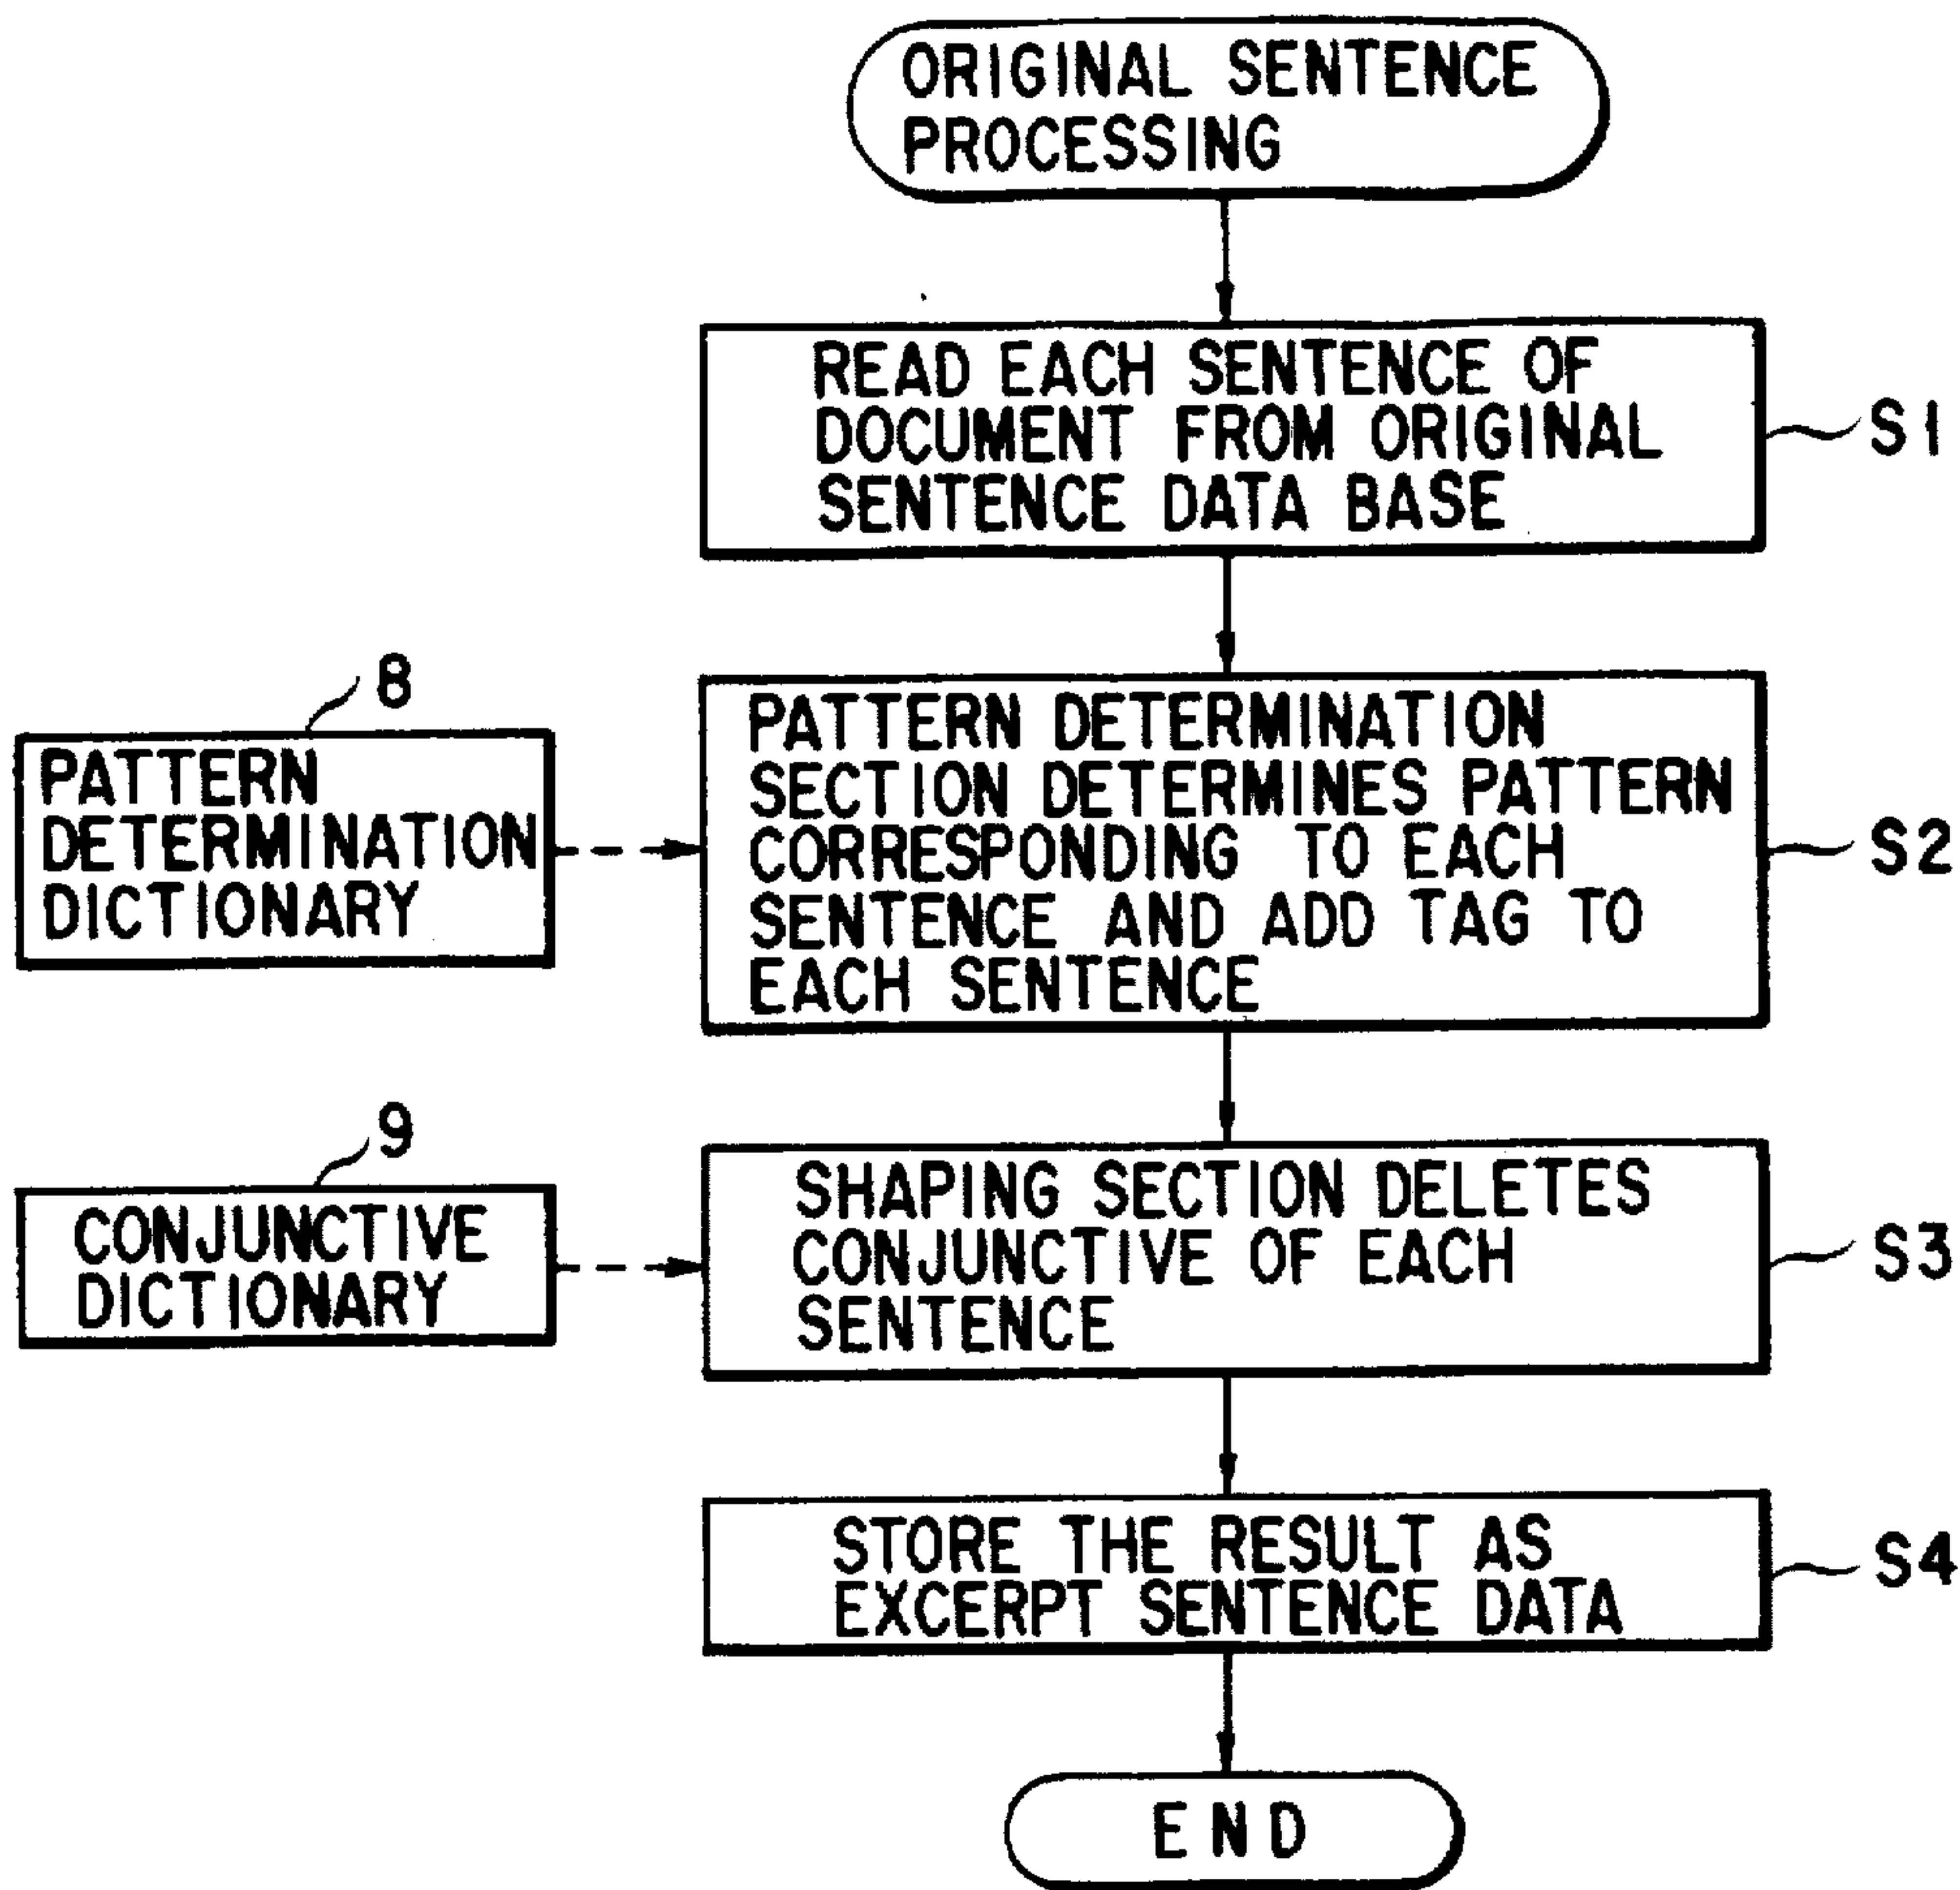 ORIGINAL SENTENCE
PROCESSING
READ EACH SENTENCE OF
DOCUMENT FROM ORIGINAL
SENTENCE DATA BASE
S1
8
PATTERN
DETERMINATION
DICTIONARY
PATTERN DETERMINATION
SECTION DETERMINES PATTERN
CORRESPONDING TO EACH
SENTENCE AND ADD TAG TO
EACH SENTENCE
S2
9
CONJUNCTIVE
DICTIONARY
SHAPING SECTION DELETES
CONJUNCTIVE OF EACH
SENTENCE
S3
STORE THE RESULT AS
EXCERPT SENTENCE DATA
S4
END